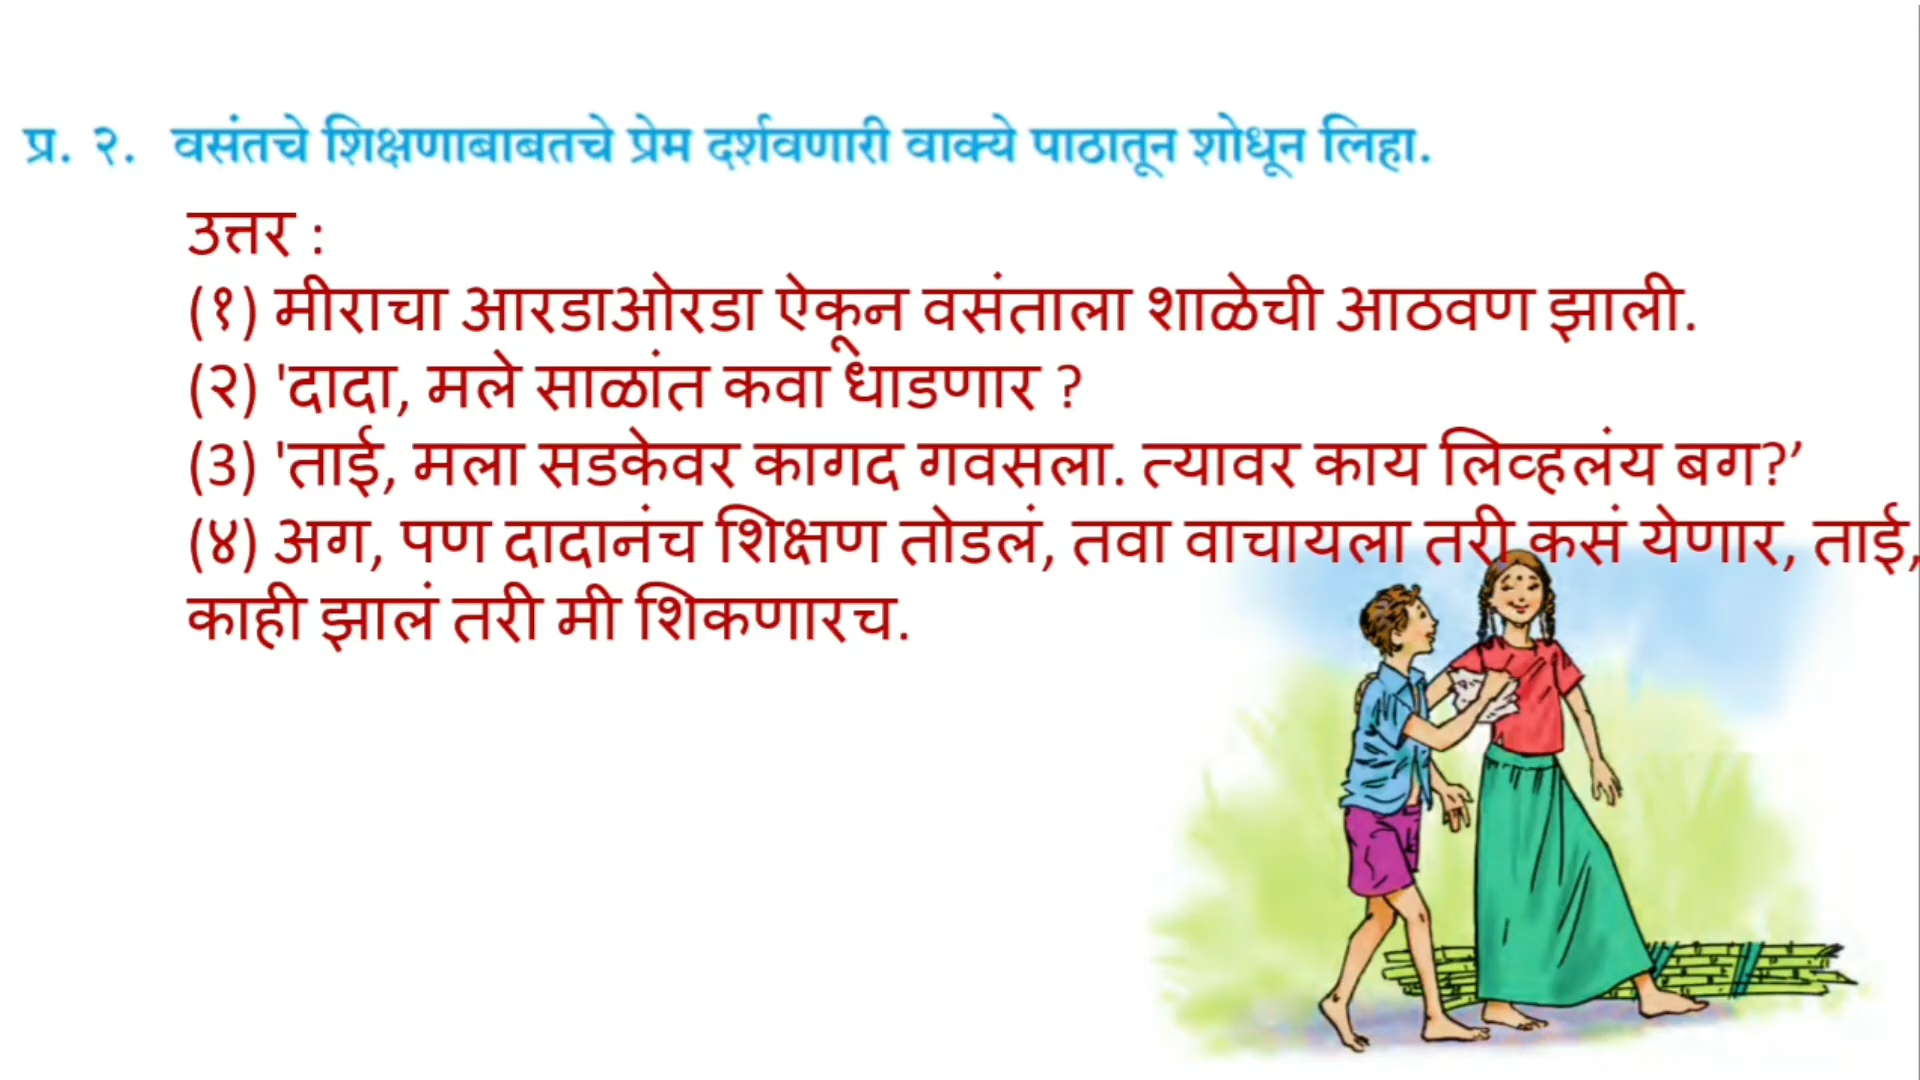 प्र. २. वसंतचे शिक्षणाबाबतचे प्रेम दर्शवणारी वाक्ये पाठातून शोधून लिहा.
उत्तर :
(१) मीराचा आरडाओरडा ऐकून वसंताला शाळेची आठवण झाली.
(२) 'दादा, मले साळांत कवा धाडणार ?
(3) 'ताई, मला सडकेवर कागद गवसला. त्यावर काय लिव्हलंय बग?’
(४) अग, पण दादानंच शिक्षण तोडलं, तवा वाचायला तरी कसं येणार, ताई,
काही झालं तरी मी शिकणारच.